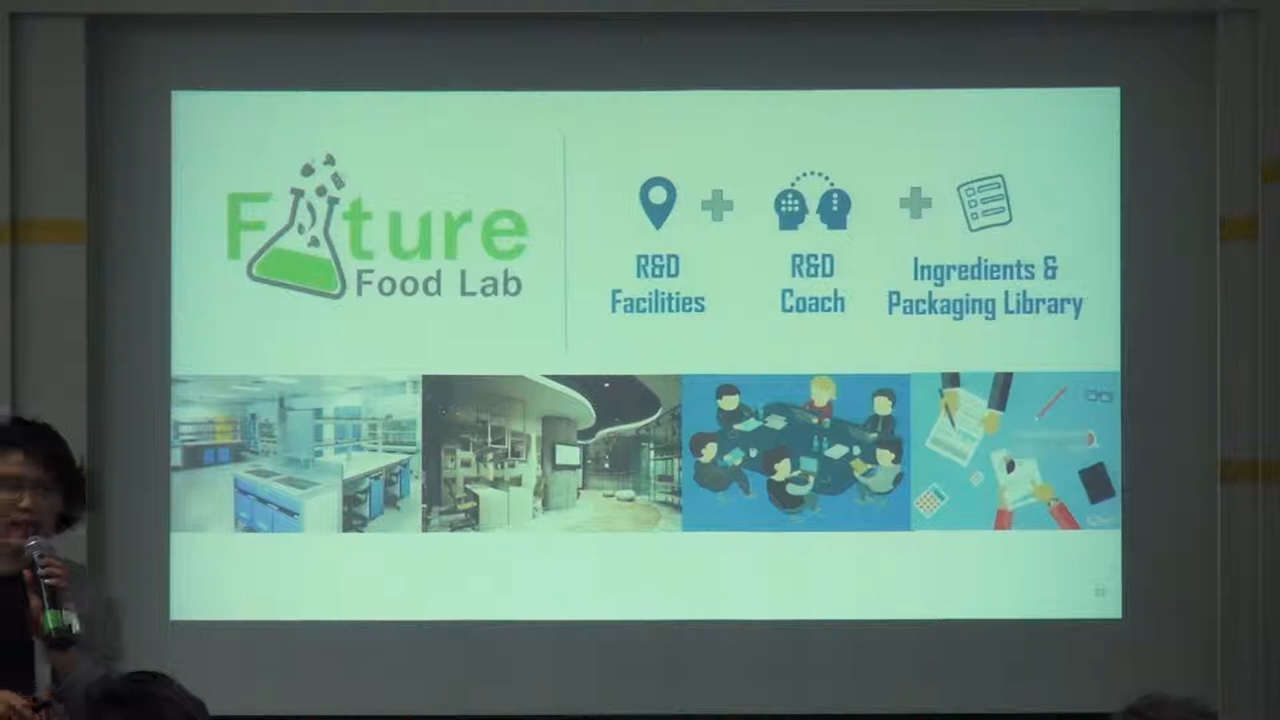 Future
Food Lab
R&D
Facilities
R&D
Coach
Ingredients &
Packaging Library